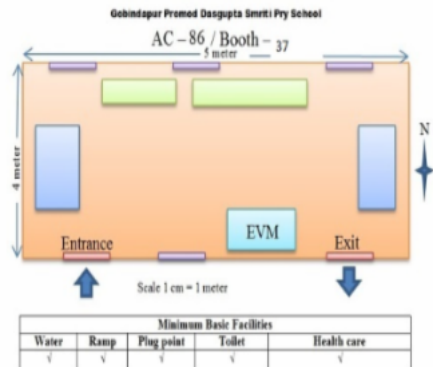 Gobindapur Promod Dasgupta Smriti Pry School
AC – 86 / Booth – 37
5 meter
4 meter
N
EVM
Entrance
Exit
Scale 1 cm = 1 meter
Minimum Basic Facilities
Water Ramp Plug point Toilet Health care
√ √ √ √ √